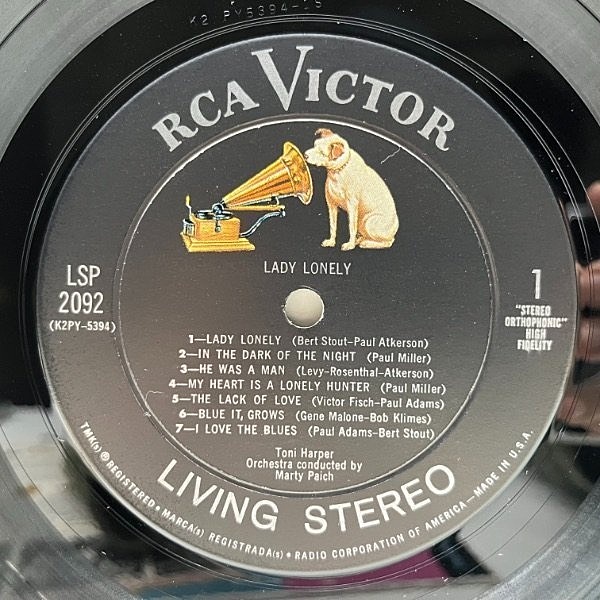 K2 PY5394-1S
RCA VICTOR
LADY LONELY
LSP
2092
(K2PY-5394)
1
"STEREO
ORTHOPHONIC"
HIGH
FIDELITY
1—LADY LONELY (Bert Stout-Paul Atkerson)
2—IN THE DARK OF THE NIGHT (Paul Miller)
3—HE WAS A MAN (Levy-Rosenthal-Atkerson)
4—MY HEART IS A LONELY HUNTER (Paul Miller)
5—THE LACK OF LOVE (Victor Fisch-Paul Adams)
6—BLUE IT, GROWS (Gene Malone-Bob Klimes)
7—I LOVE THE BLUES (Paul Adams-Bert Stout)
Toni Harper
Orchestra conducted by
Marty Paich
LIVING STEREO
TMK(s) ® REGISTERED • MARCA(s) REGISTRADA(s) • RADIO CORPORATION OF AMERICA—MADE IN U.S.A.